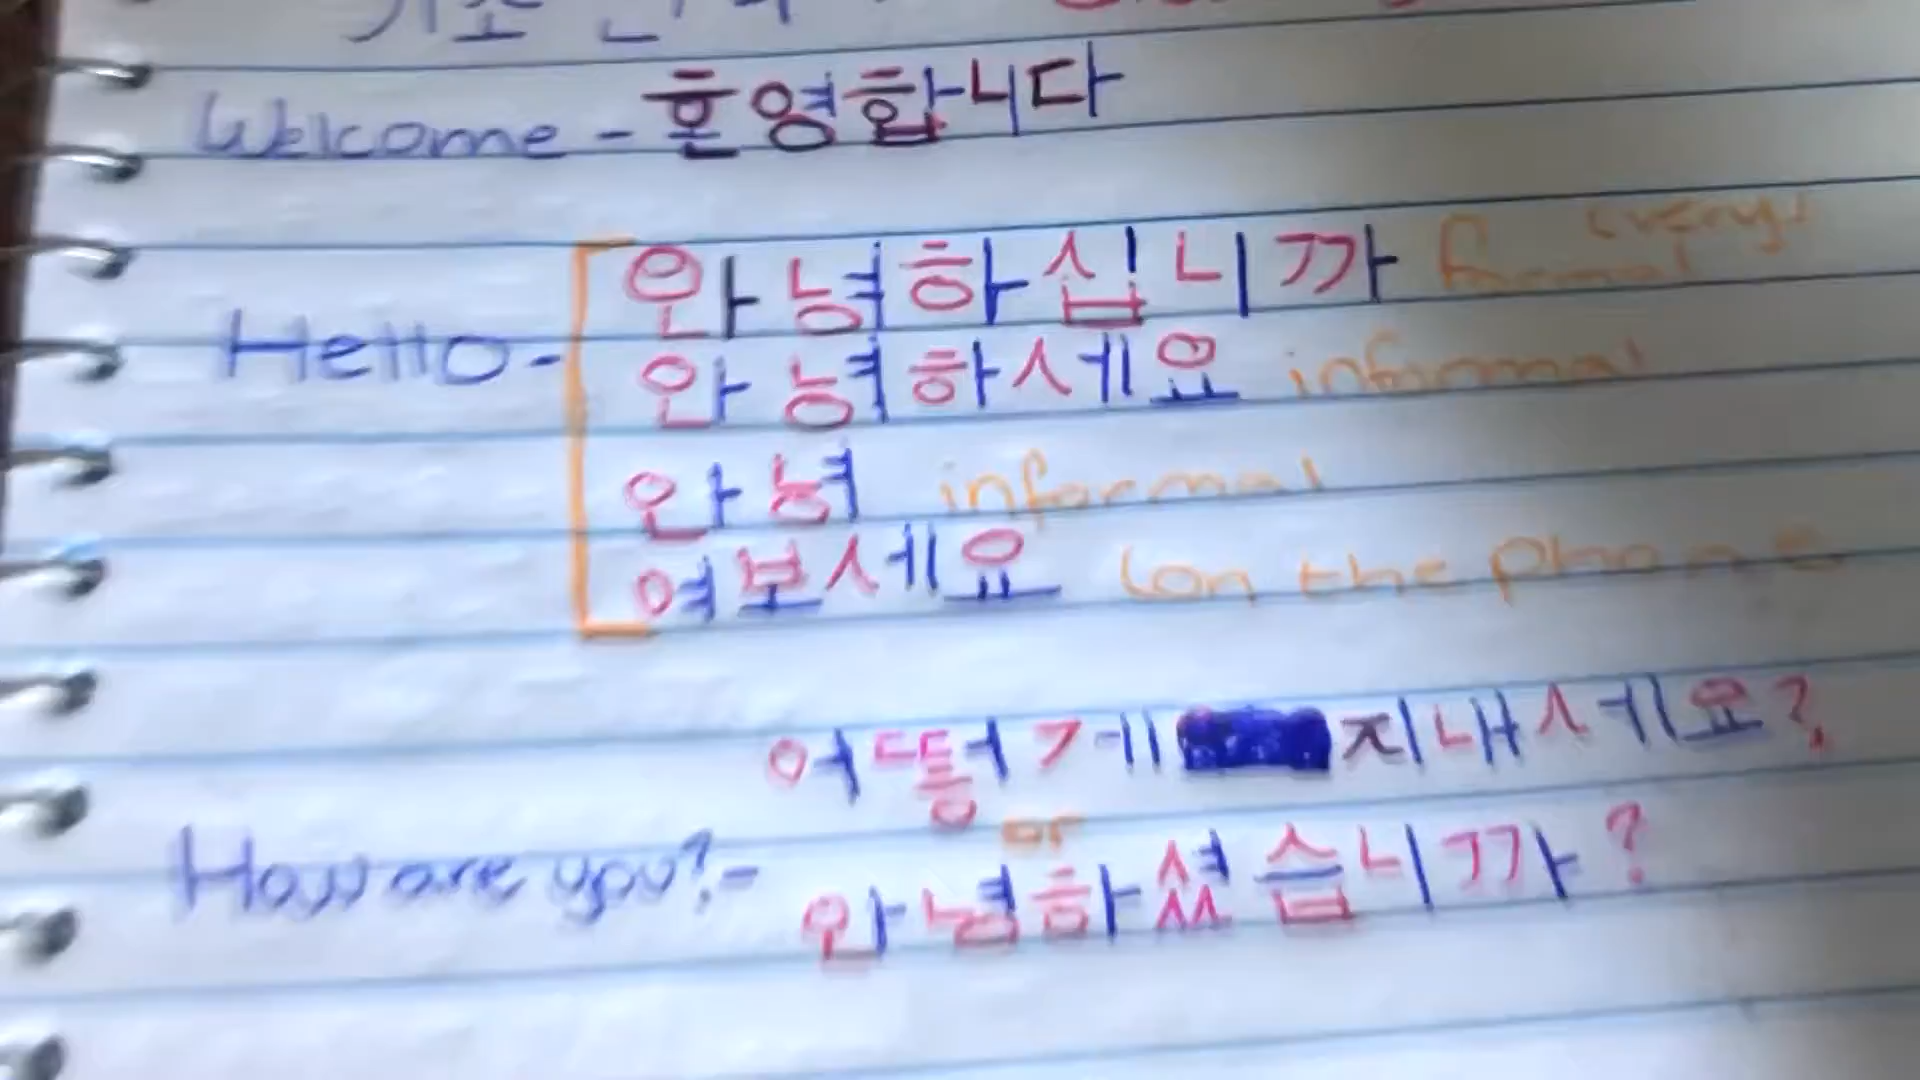 Welcome - 혼영합니다
안녕하십니까 formal (very)
Hello - 안녕하세요 informal
안녕 informal
여보세요 (on the phone
어떻게 지내세요?
or
How are you? - 안녕하셨습니까?